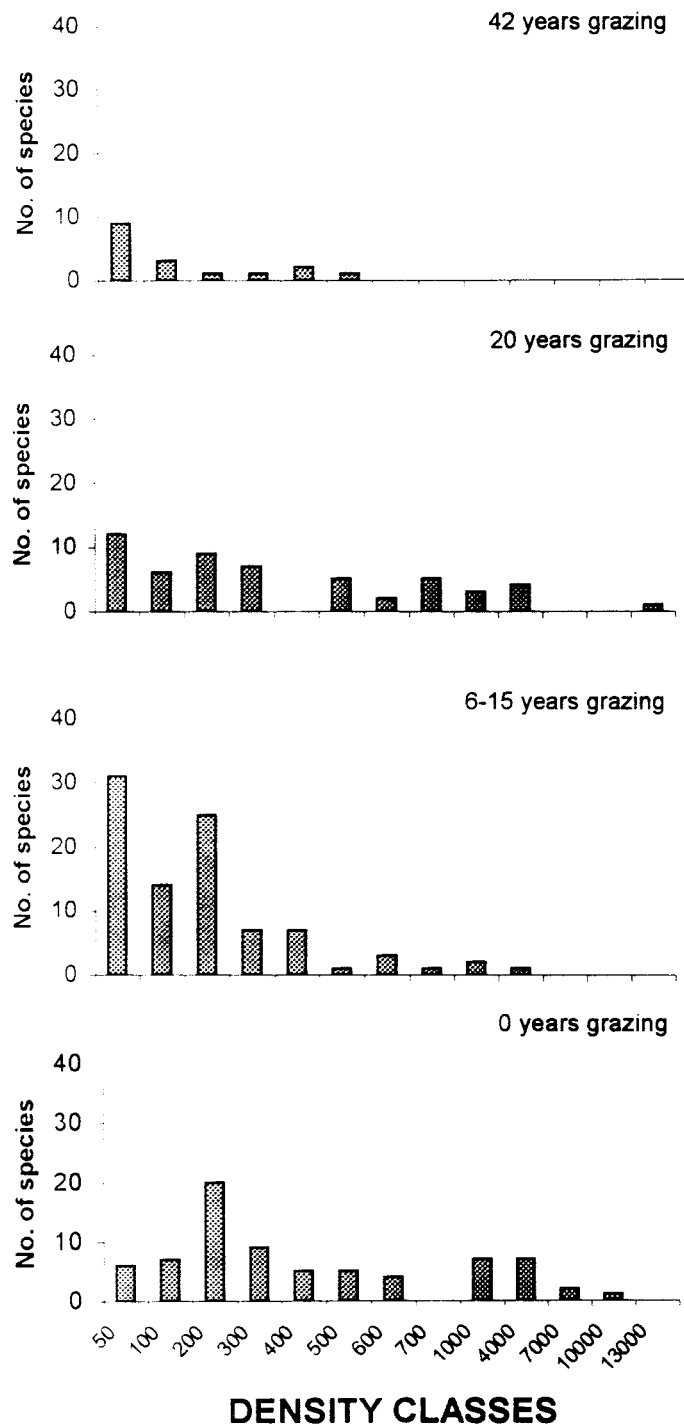 42 years grazing
No. of species
40
30
20
10
0
20 years grazing
No. of species
40
30
20
10
0
6-15 years grazing
No. of species
40
30
20
10
0
0 years grazing
No. of species
40
30
20
10
0
50 100 200 300 400 500 600 700 1000 4000 7000 10000 13000
DENSITY CLASSES